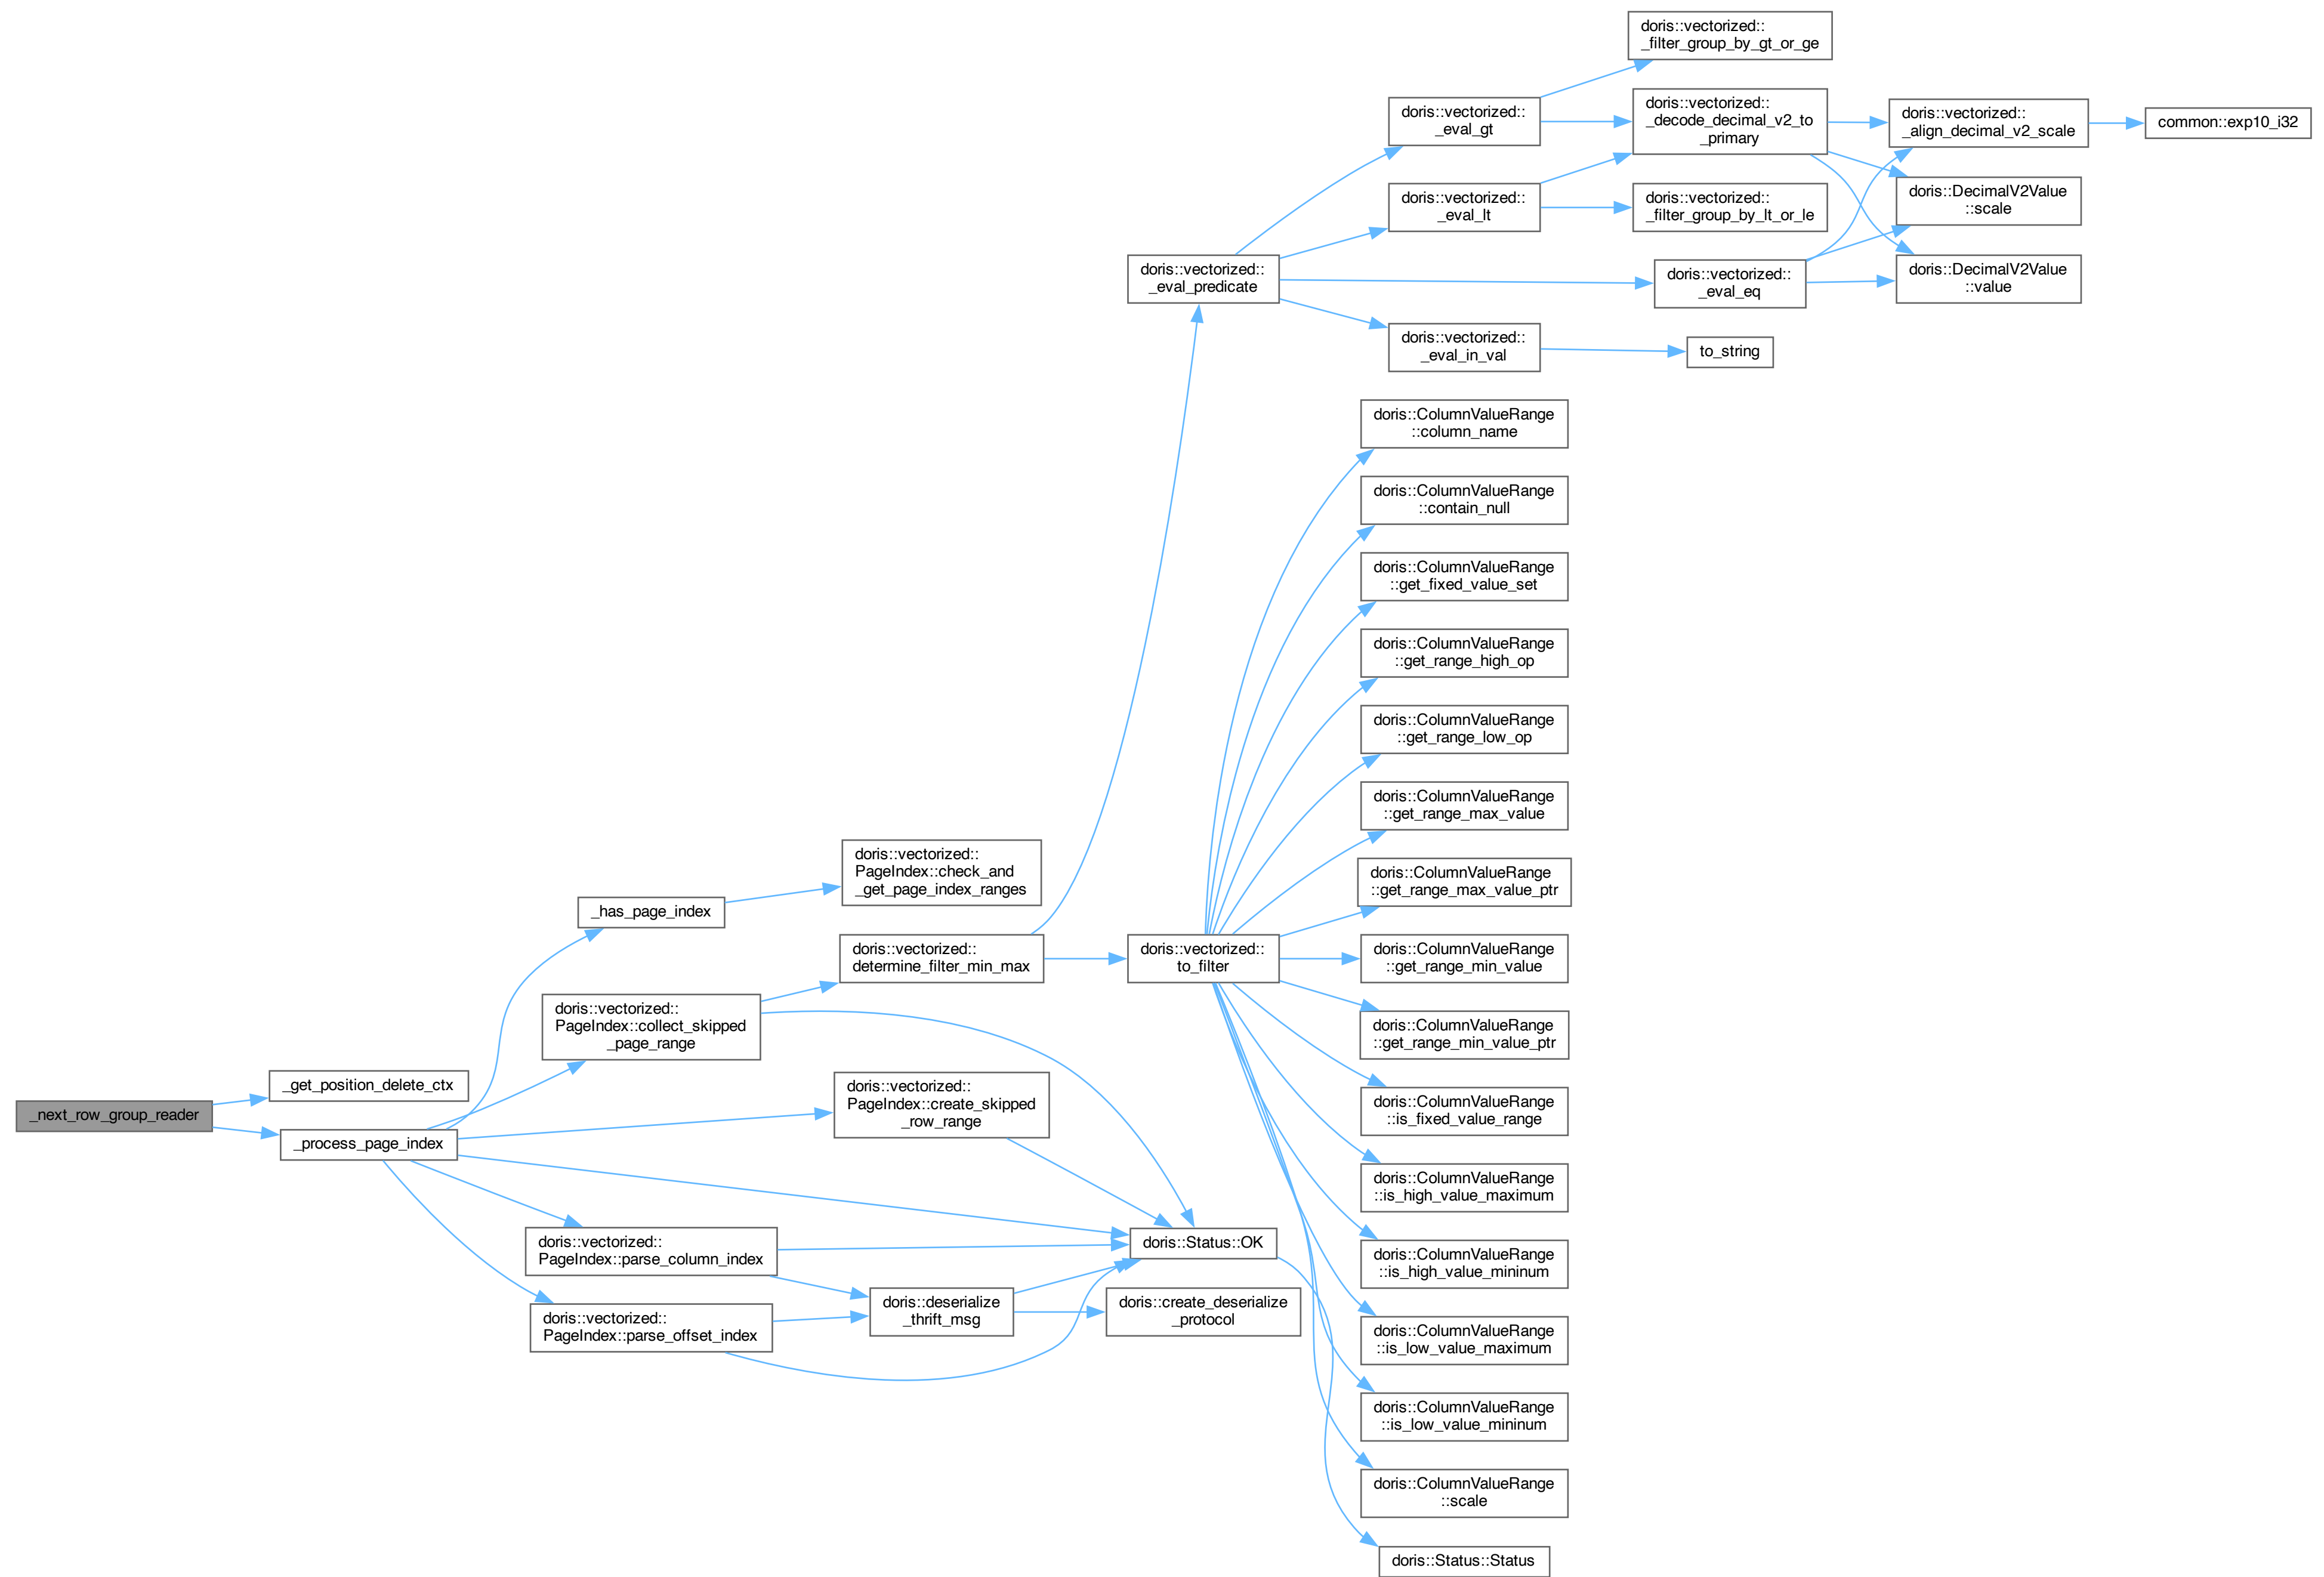 _next_row_group_reader
_get_position_delete_ctx
_process_page_index
_has_page_index
doris::vectorized::
PageIndex::collect_skipped
_page_range
doris::vectorized::
PageIndex::parse_column_index
doris::vectorized::
PageIndex::parse_offset_index
doris::vectorized::
PageIndex::check_and
_get_page_index_ranges
doris::vectorized::
determine_filter_min_max
doris::vectorized::
PageIndex::create_skipped
_row_range
doris::deserialize
_thrift_msg
doris::vectorized::
_eval_predicate
doris::vectorized::
to_filter
doris::Status::OK
doris::create_deserialize
_protocol
doris::vectorized::
_eval_gt
doris::vectorized::
_eval_lt
doris::vectorized::
_eval_in_val
doris::ColumnValueRange
::column_name
doris::ColumnValueRange
::contain_null
doris::ColumnValueRange
::get_fixed_value_set
doris::ColumnValueRange
::get_range_high_op
doris::ColumnValueRange
::get_range_low_op
doris::ColumnValueRange
::get_range_max_value
doris::ColumnValueRange
::get_range_max_value_ptr
doris::ColumnValueRange
::get_range_min_value
doris::ColumnValueRange
::get_range_min_value_ptr
doris::ColumnValueRange
::is_fixed_value_range
doris::ColumnValueRange
::is_high_value_maximum
doris::ColumnValueRange
::is_high_value_mininum
doris::ColumnValueRange
::is_low_value_maximum
doris::ColumnValueRange
::is_low_value_mininum
doris::ColumnValueRange
::scale
doris::Status::Status
doris::vectorized::
_filter_group_by_gt_or_ge
doris::vectorized::
_decode_decimal_v2_to
_primary
doris::vectorized::
_filter_group_by_lt_or_le
doris::vectorized::
_eval_eq
to_string
doris::vectorized::
_align_decimal_v2_scale
doris::DecimalV2Value
::scale
doris::DecimalV2Value
::value
common::exp10_i32